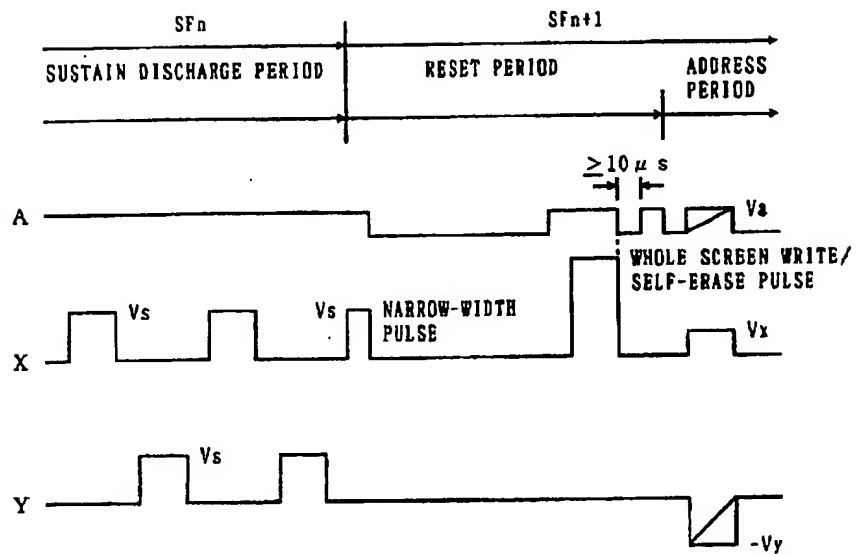 SFn
SFn+1
SUSTAIN DISCHARGE PERIOD
RESET PERIOD
ADDRESS
PERIOD
≥10 μ s
A
Va
WHOLE SCREEN WRITE/
SELF-ERASE PULSE
Vs
Vs
NARROW-WIDTH
PULSE
Vx
X
Vs
Y
-Vy